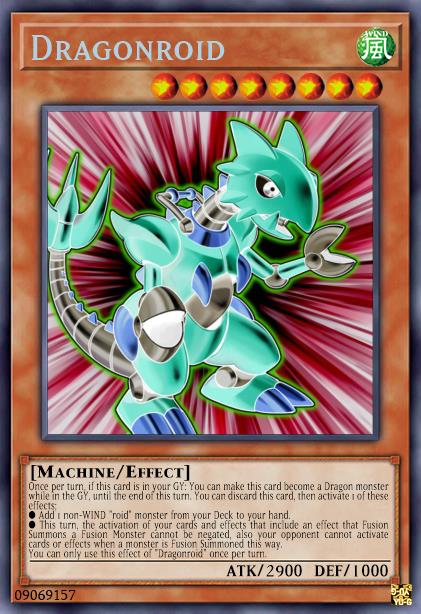 DRAGONROID
WIND
風
[MACHINE/EFFECT]
Once per turn, if this card is in your GY: You can make this card become a Dragon monster
while in the GY, until the end of this turn. You can discard this card, then activate 1 of these
effects:
● Add 1 non-WIND "roid" monster from your Deck to your hand.
● This turn, the activation of your cards and effects that include an effect that Fusion
Summons a Fusion Monster cannot be negated, also your opponent cannot activate
cards or effects when a monster is Fusion Summoned this way.
You can only use this effect of "Dragonroid" once per turn.
ATK/2900 DEF/1000
09069157